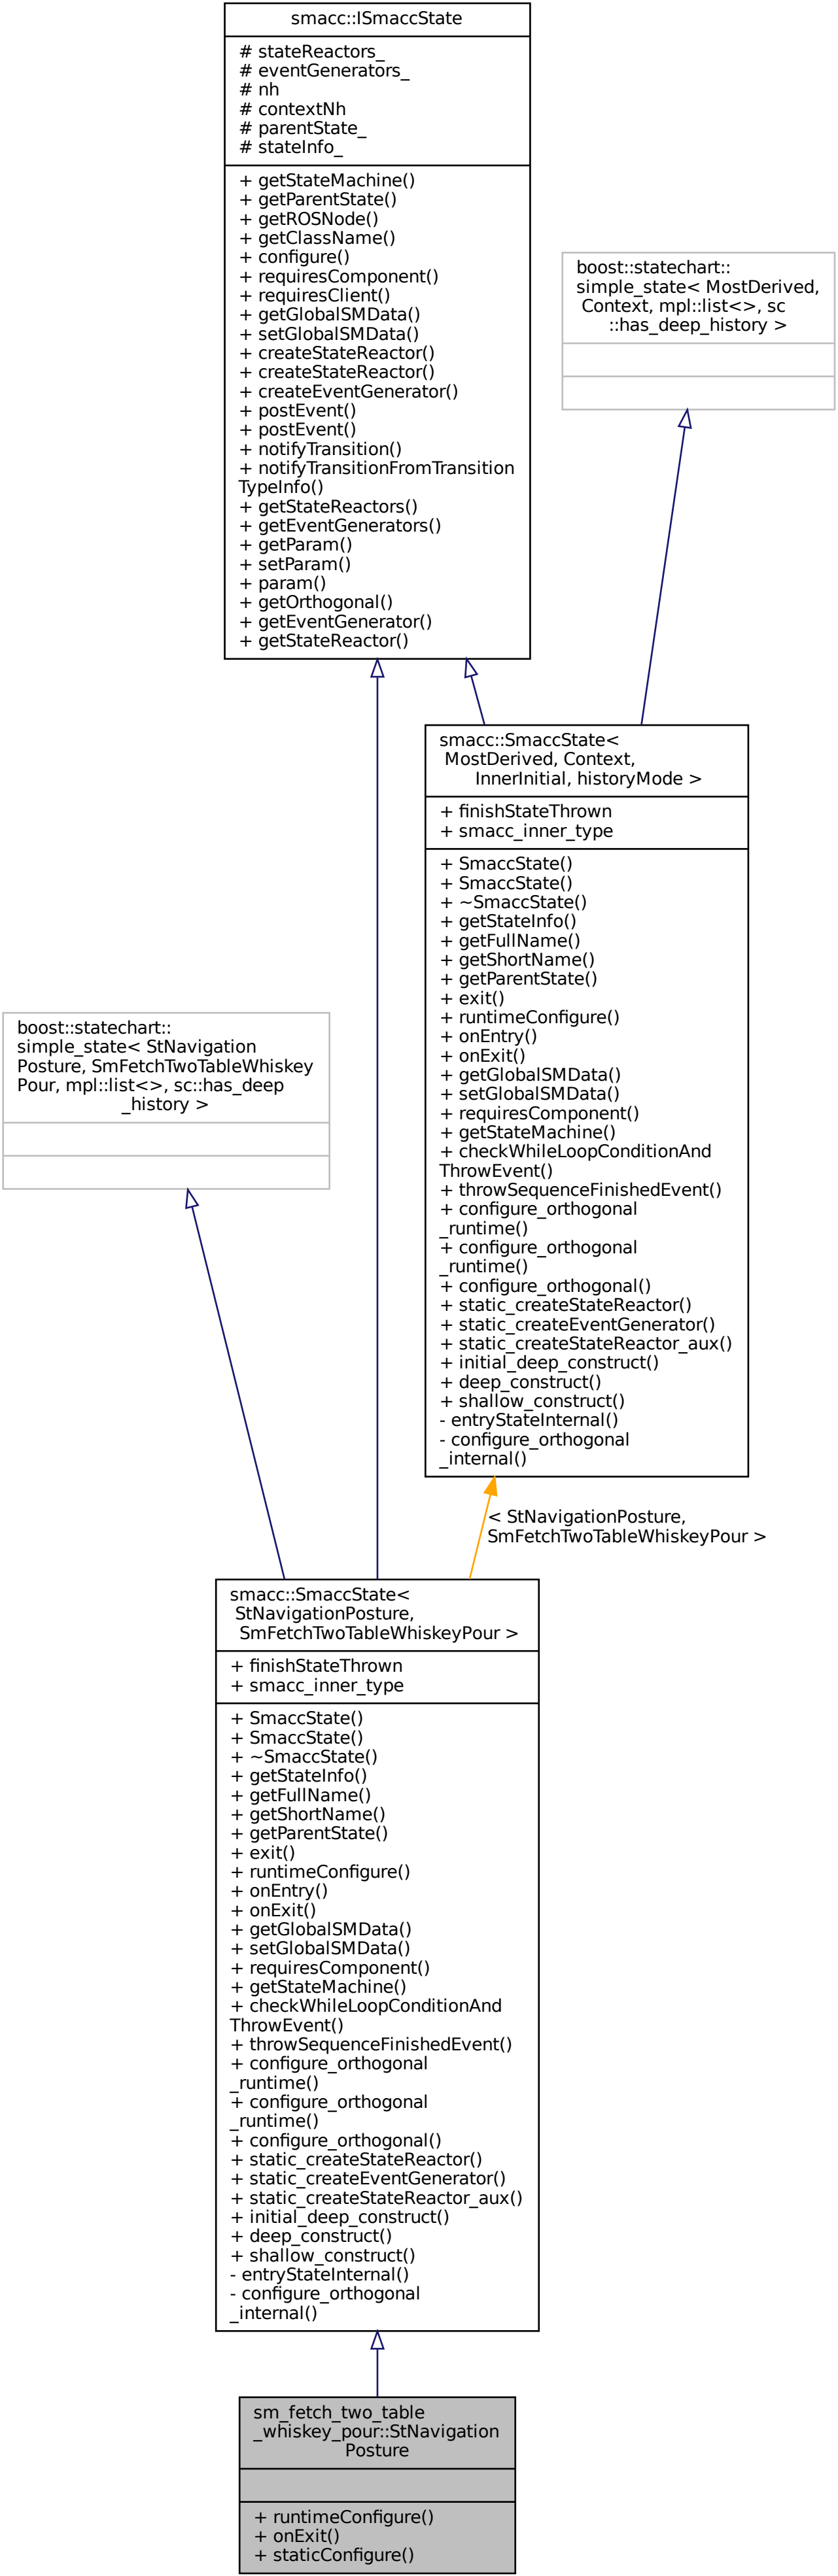 smacc::ISmaccState
# stateReactors_
# eventGenerators_
# nh
# contextNh
# parentState_
# stateInfo_
+ getStateMachine()
+ getParentState()
+ getROSNode()
+ getClassName()
+ configure()
+ requiresComponent()
+ requiresClient()
+ getGlobalSMData()
+ setGlobalSMData()
+ createStateReactor()
+ createStateReactor()
+ createEventGenerator()
+ postEvent()
+ postEvent()
+ notifyTransition()
+ notifyTransitionFromTransition
TypeInfo()
+ getStateReactors()
+ getEventGenerators()
+ getParam()
+ setParam()
+ param()
+ getOrthogonal()
+ getEventGenerator()
+ getStateReactor()
boost::statechart::
simple_state< MostDerived,
Context, mpl::list<>, sc
::has_deep_history >
smacc::SmaccState<
MostDerived, Context,
InnerInitial, historyMode >
+ finishStateThrown
+ smacc_inner_type
+ SmaccState()
+ SmaccState()
+ ~SmaccState()
+ getStateInfo()
+ getFullName()
+ getShortName()
+ getParentState()
+ exit()
+ runtimeConfigure()
+ onEntry()
+ onExit()
+ getGlobalSMData()
+ setGlobalSMData()
+ requiresComponent()
+ getStateMachine()
+ checkWhileLoopConditionAnd
ThrowEvent()
+ throwSequenceFinishedEvent()
+ configure_orthogonal
_runtime()
+ configure_orthogonal
_runtime()
+ configure_orthogonal()
+ static_createStateReactor()
+ static_createEventGenerator()
+ static_createStateReactor_aux()
+ initial_deep_construct()
+ deep_construct()
+ shallow_construct()
- entryStateInternal()
- configure_orthogonal
_internal()
boost::statechart::
simple_state< StNavigation
Posture, SmFetchTwoTableWhiskey
Pour, mpl::list<>, sc::has_deep
_history >
< StNavigationPosture,
SmFetchTwoTableWhiskeyPour >
smacc::SmaccState<
StNavigationPosture,
SmFetchTwoTableWhiskeyPour >
+ finishStateThrown
+ smacc_inner_type
+ SmaccState()
+ SmaccState()
+ ~SmaccState()
+ getStateInfo()
+ getFullName()
+ getShortName()
+ getParentState()
+ exit()
+ runtimeConfigure()
+ onEntry()
+ onExit()
+ getGlobalSMData()
+ setGlobalSMData()
+ requiresComponent()
+ getStateMachine()
+ checkWhileLoopConditionAnd
ThrowEvent()
+ throwSequenceFinishedEvent()
+ configure_orthogonal
_runtime()
+ configure_orthogonal
_runtime()
+ configure_orthogonal()
+ static_createStateReactor()
+ static_createEventGenerator()
+ static_createStateReactor_aux()
+ initial_deep_construct()
+ deep_construct()
+ shallow_construct()
- entryStateInternal()
- configure_orthogonal
_internal()
sm_fetch_two_table
_whiskey_pour::StNavigation
Posture
+ runtimeConfigure()
+ onExit()
+ staticConfigure()